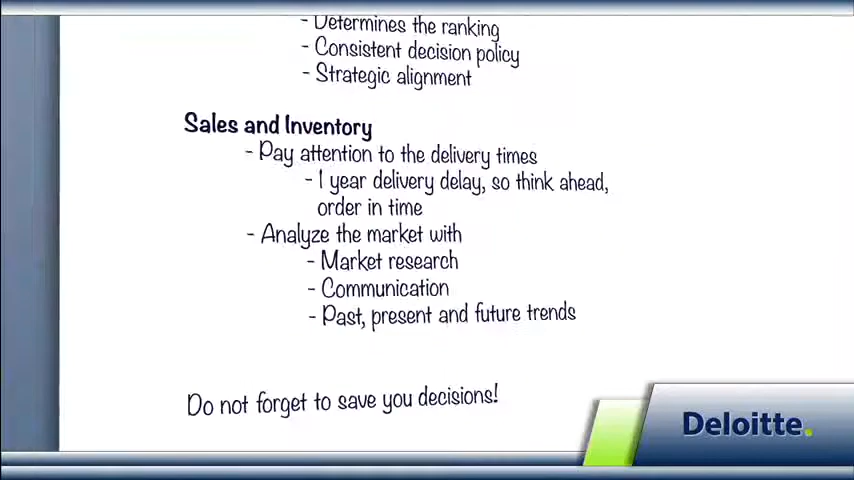 - Determines the ranking
- Consistent decision policy
- Strategic alignment
Sales and Inventory
- Pay attention to the delivery times
- 1 year delivery delay, so think ahead,
order in time
- Analyze the market with
- Market research
- Communication
- Past, present and future trends
Do not forget to save you decisions!
Deloitte.